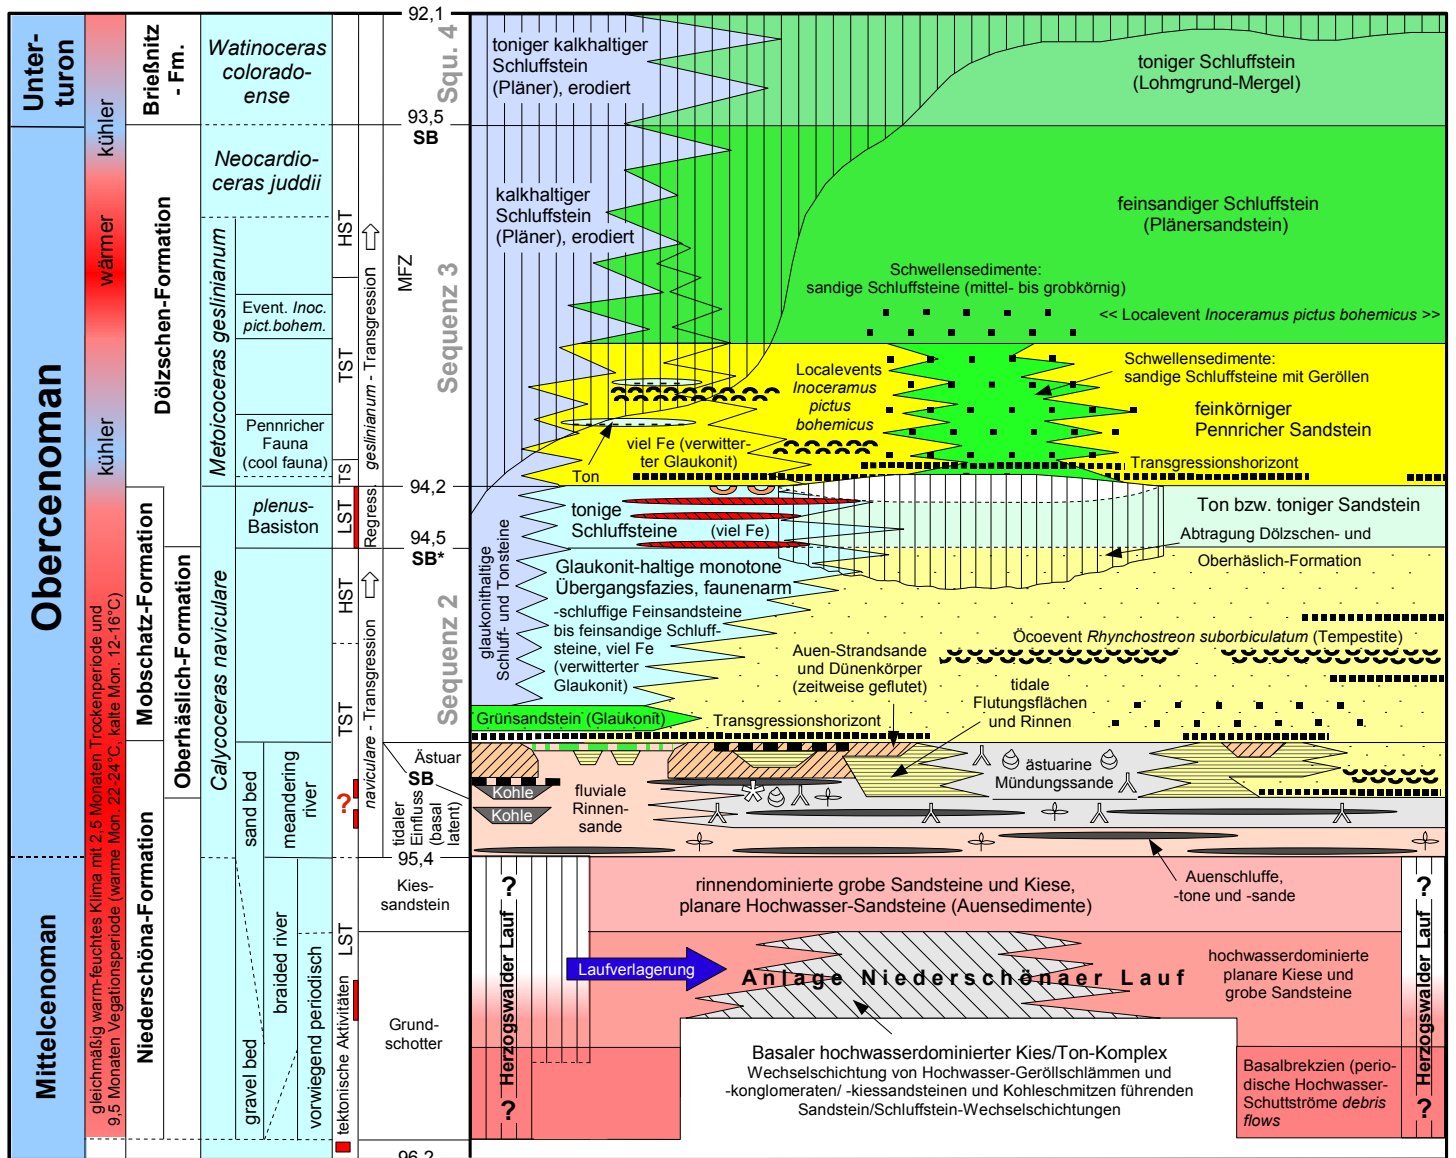 Unter-
turon
Obercenoman
Mittelcenoman
kühler
wärmer
kühler
gleichmäßig warm-feuchtes Klima mit 2,5 Monaten Trockenperiode und
9,5 Monaten Vegationsperiode (warme Mon. 22-24°C, kalte Mon. 12-16°C)
Brießnitz
- Fm.
Dölzschen-Formation
Mobschatz-Formation
Oberhäslich-Formation
Niederschöna-Formation
Watinoceras
colorado-
ense
Neocardio-
ceras juddii
Metoicoceras geslinianum
Event. Inoc.
pict.bohem.
Pennricher
Fauna
(cool fauna)
plenus-
Basiston
Calycoceras naviculare
sand bed
meandering
river
gravel bed
braided river
vorwiegend periodisch
HST
TST
TS
LST
HST
TST
?
LST
tektonische Aktivitäten
geslinianum - Transgression
Regress.
naviculare - Transgression
92,1
93,5
SB
MFZ
94,2
94,5
SB*
Ästuar
SB
tidaler
Einfluss
(basal
latent)
95,4
Kies-
sandstein
Grund-
schotter
96,2
Squ. 4
Sequenz 3
Sequenz 2
toniger kalkhaltiger
Schluffstein
(Pläner), erodiert
toniger Schluffstein
(Lohmgrund-Mergel)
kalkhaltiger
Schluffstein
(Pläner), erodiert
feinsandiger Schluffstein
(Plänersandstein)
Schwellensedimente:
sandige Schluffsteine (mittel- bis grobkörnig)
<< Localevent Inoceramus pictus bohemicus >>
Localevents
Inoceramus
pictus
bohemicus
Schwellensedimente:
sandige Schluffsteine mit Geröllen
feinkörniger
Pennricher Sandstein
viel Fe (verwitter-
ter Glaukonit)
Ton
Transgressionshorizont
tonige
Schluffsteine
(viel Fe)
Ton bzw. toniger Sandstein
Abtragung Dölzschen- und
Oberhäslich-Formation
glaukonithaltige
Schluff- und Tonsteine
Glaukonit-haltige monotone
Übergangsfazies, faunenarm
-schluffige Feinsandsteine
bis feinsandige Schluff-
steine, viel Fe
(verwitterter
Glaukonit)
Auen-Strandsande
und Dünenkörper
(zeitweise geflutet)
Öcoevent Rhynchostreon suborbiculatum (Tempestite)
tidale
Flutungsflächen
und Rinnen
Grünsandstein (Glaukonit)
Transgressionshorizont
Kohle
Kohle
fluviale
Rinnen-
sande
ästuarine
Mündungssande
Auenschluffe,
-tone und -sande
Herzogswalder Lauf
?
?
rinnendominierte grobe Sandsteine und Kiese,
planare Hochwasser-Sandsteine (Auensedimente)
Laufverlagerung
Anlage Niederschönaer Lauf
hochwasserdominierte
planare Kiese und
grobe Sandsteine
Basaler hochwasserdominierter Kies/Ton-Komplex
Wechselschichtung von Hochwasser-Geröllschlämmen und
-konglomeraten/ -kiessandsteinen und Kohleschmitzen führenden
Sandstein/Schluffstein-Wechselschichtungen
Basalbrekzien (perio-
dische Hochwasser-
Schuttströme debris
flows
Herzogswalder Lauf
?
?